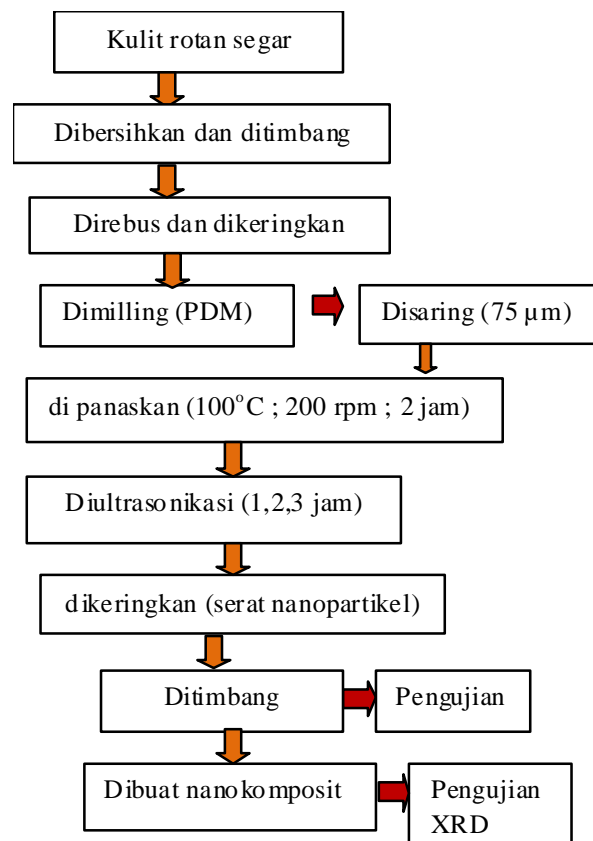 Kulit rotan segar
Dibersihkan dan ditimbang
Direbus dan dikeringkan
Dimilling (PDM)
Disaring (75 µm)
di panaskan (100°C ; 200 rpm ; 2 jam)
Diultrasonikasi (1,2,3 jam)
dikeringkan (serat nanopartikel)
Ditimbang
Pengujian
Dibuat nanokomposit
Pengujian
XRD